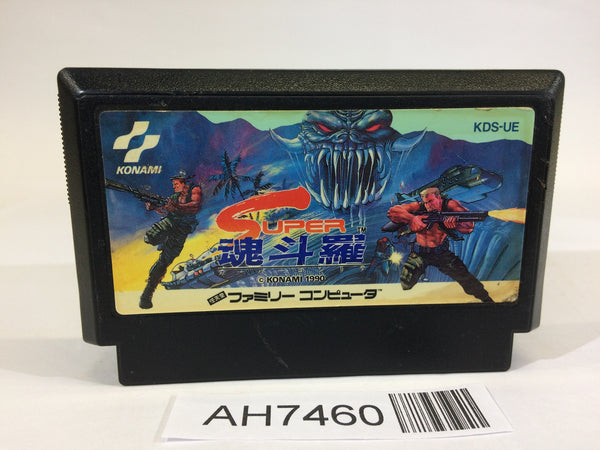 KONAMI
KDS-UE
SUPER TM
魂斗羅
© KONAMI 1990
ファミリー コンピュータ
AH7460